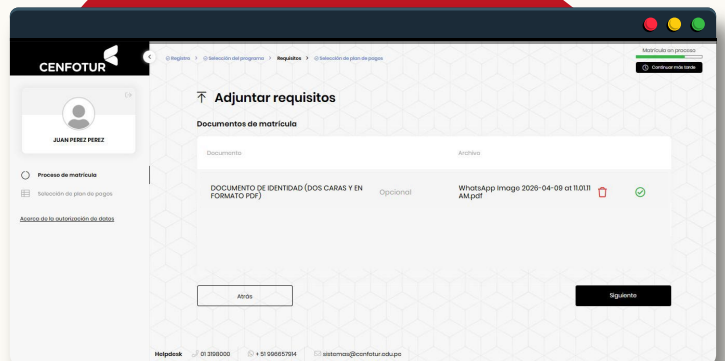 CENFOTUR
Registro > Selección del programa > Requisitos > Selección de plan de pagos
Matrícula en proceso
Continuar más tarde
JUAN PEREZ PEREZ
Proceso de matrícula
Selección de plan de pagos
Acerca de la autorización de datos
Adjuntar requisitos
Documentos de matrícula
Documento
Archivo
DOCUMENTO DE IDENTIDAD (DOS CARAS Y EN
FORMATO PDF)
Opcional
WhatsApp Image 2026-04-09 at 11.01.11
AM.pdf
Atrás
Siguiente
Helpdesk 01 3198000 + 51 996657914 sistemas@cenfotur.edu.pe